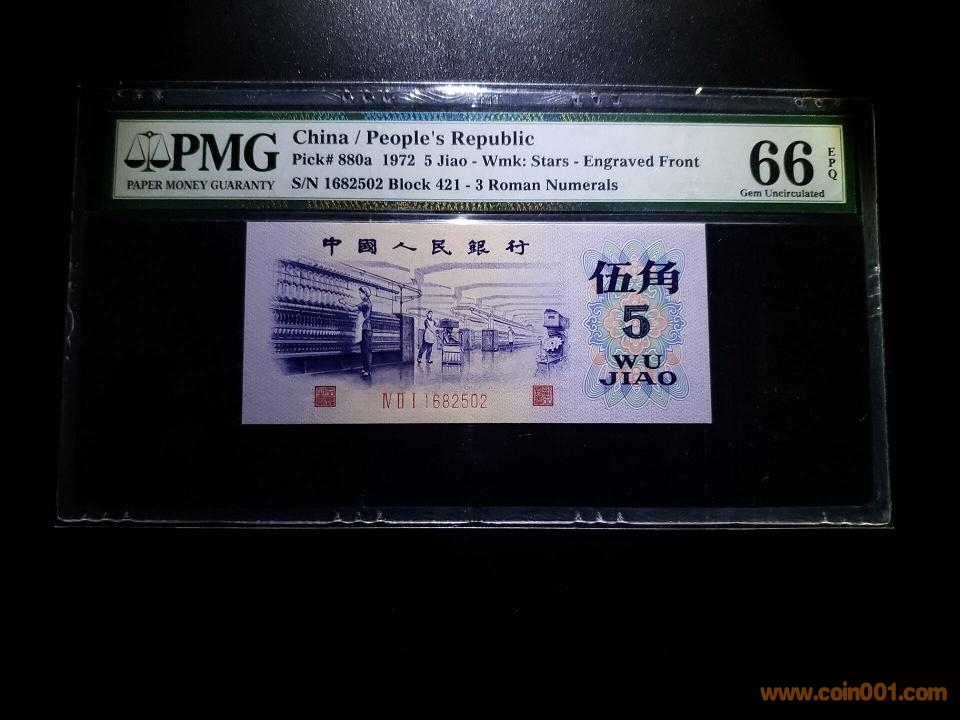 PMG
PAPER MONEY GUARANTY
China / People's Republic
Pick# 880a 1972 5 Jiao - Wmk: Stars - Engraved Front
S/N 1682502 Block 421 - 3 Roman Numerals
66
EPQ
Gem Uncirculated
中國人民銀行
伍角
5
WU
JIAO
Ⅳ Ⅱ Ⅰ 1682502
www.coin001.com